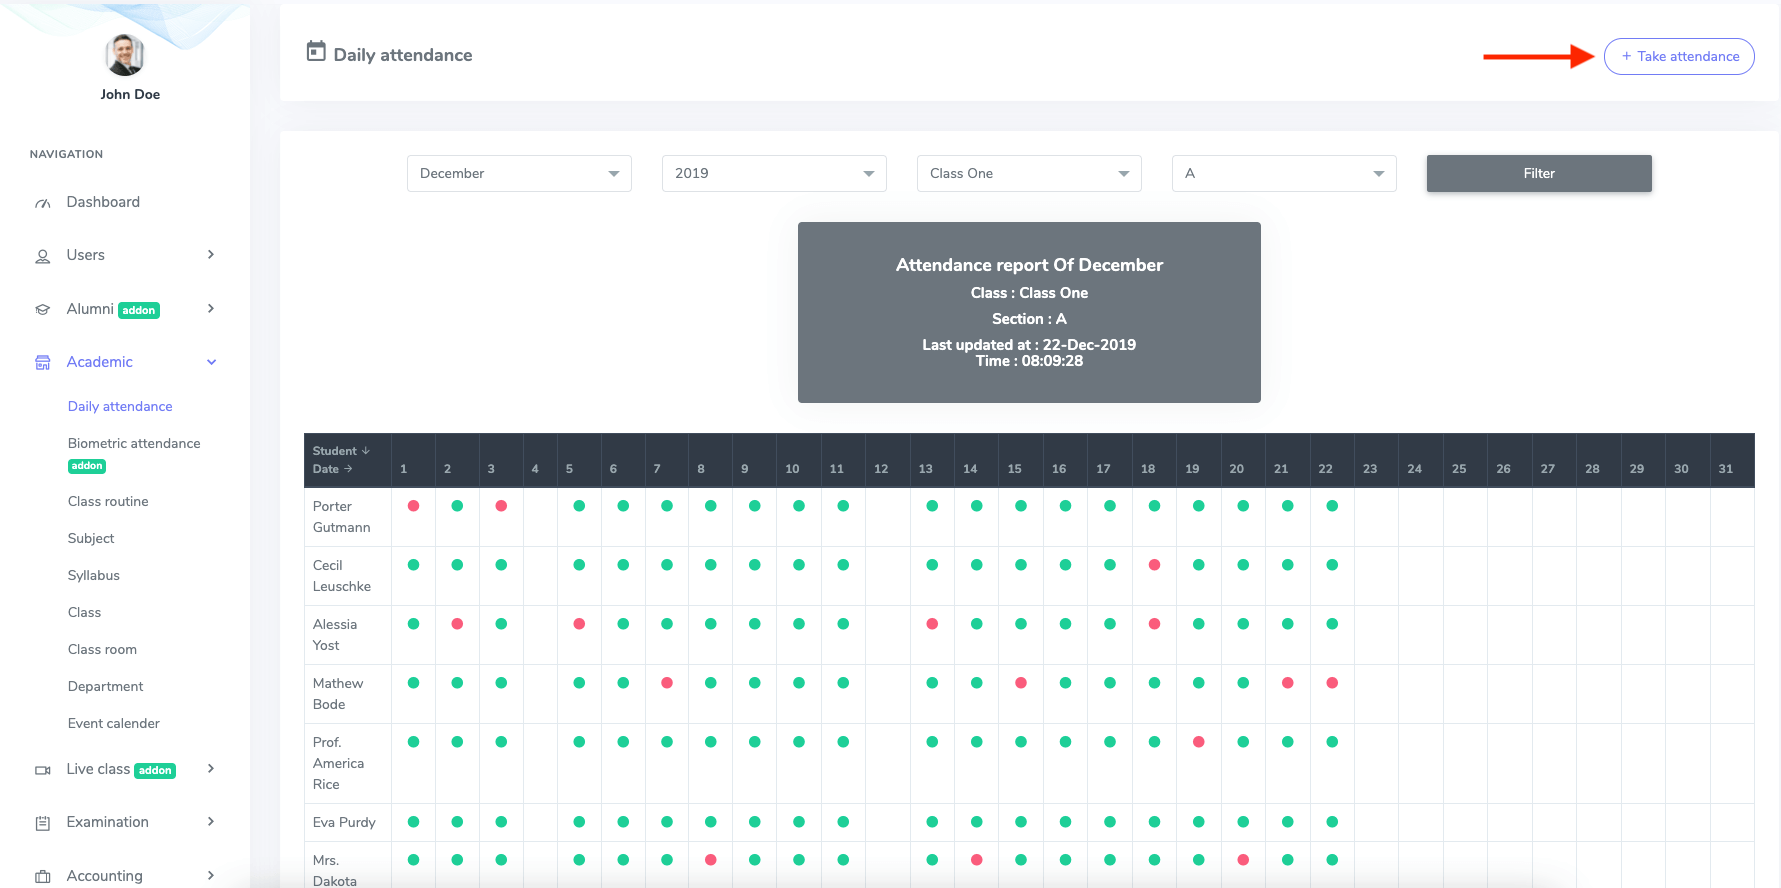 John Doe
NAVIGATION
Dashboard
Users
Alumni addon
Academic
Daily attendance
Biometric attendance
addon
Class routine
Subject
Syllabus
Class
Class room
Department
Event calender
Live class addon
Examination
Accounting
Daily attendance
+ Take attendance
December
2019
Class One
A
Filter
Attendance report Of December
Class : Class One
Section : A
Last updated at : 22-Dec-2019
Time : 08:09:28
Student ↓
Date → 1 2 3 4 5 6 7 8 9 10 11 12 13 14 15 16 17 18 19 20 21 22 23 24 25 26 27 28 29 30 31
Porter
Gutmann
Cecil
Leuschke
Alessia
Yost
Mathew
Bode
Prof.
America
Rice
Eva Purdy
Mrs.
Dakota